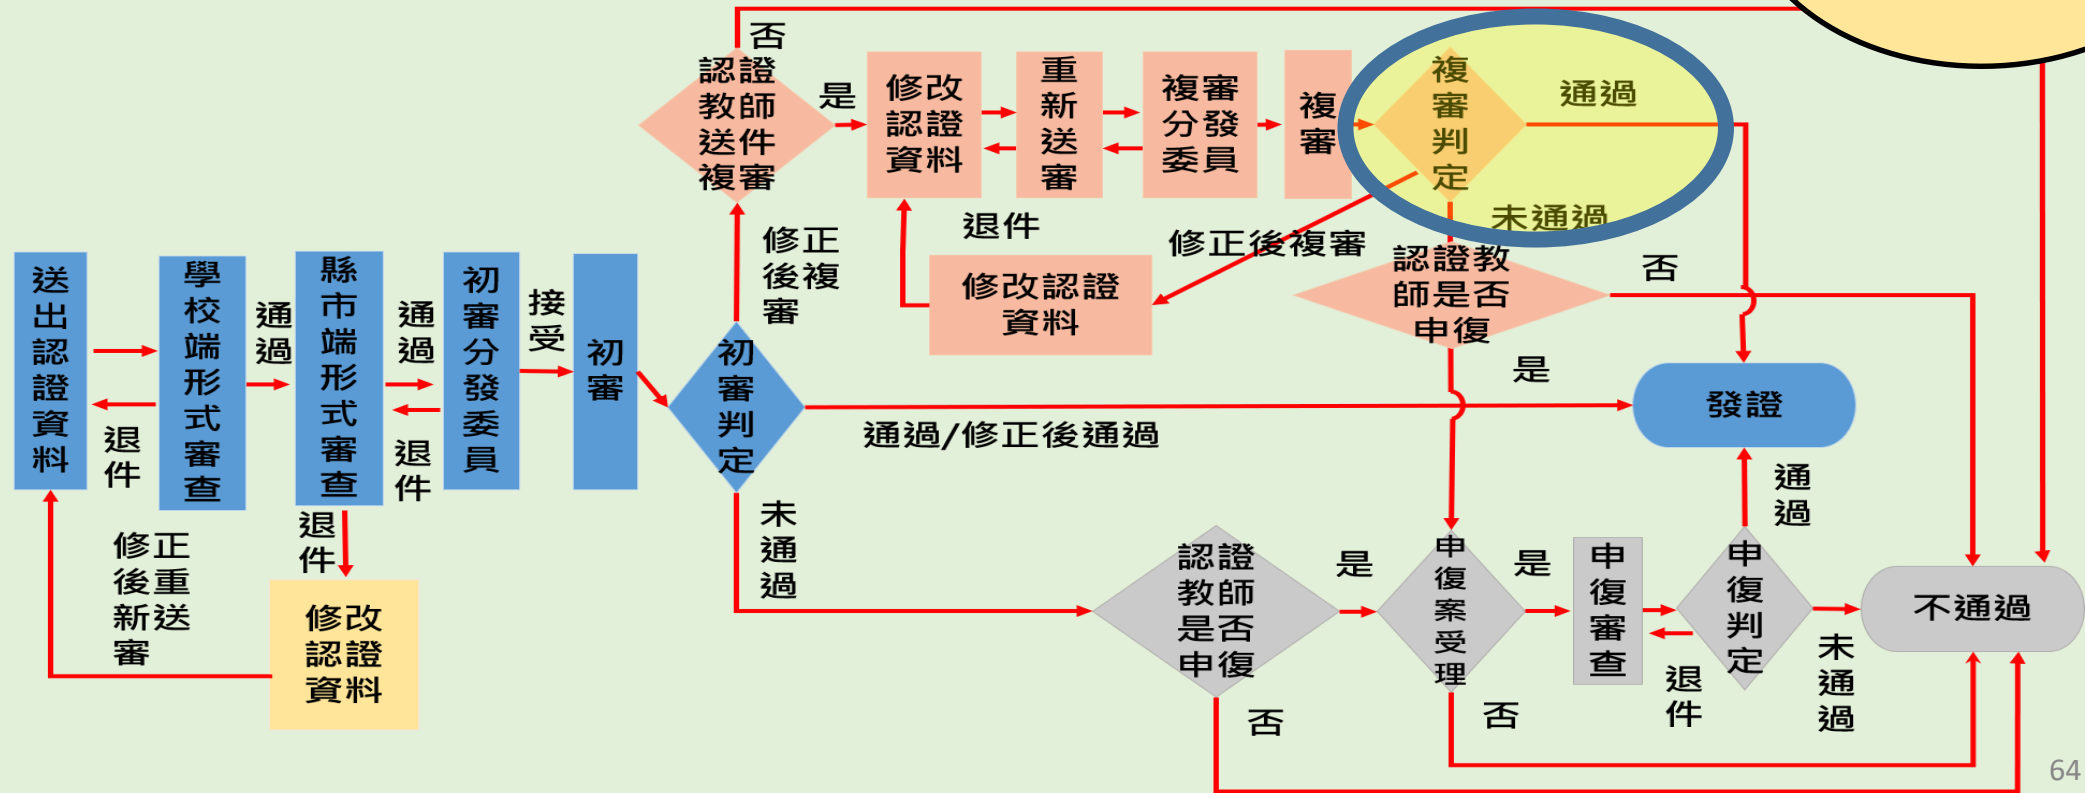 否
認證
教師
送件
複審
是
修改
認證
資料
重新送審
複審
分發
委員
複審
複審判定
通過
未通過
退件
修正後複審
修改認證
資料
認證教
師是否
申復
否
是
修正
後複
審
送出認證資料
退件
學校端形式審查
通過
縣市端形式審查
通過
退件
初審分發委員
接受
初審
初審判定
通過/修正後通過
發證
未通過
修正
後重
新送
審
退件
修改
認證
資料
認證
教師
是否
申復
是
否
申復案受理
是
否
申復審查
退件
申復判定
通過
未通過
不通過
64